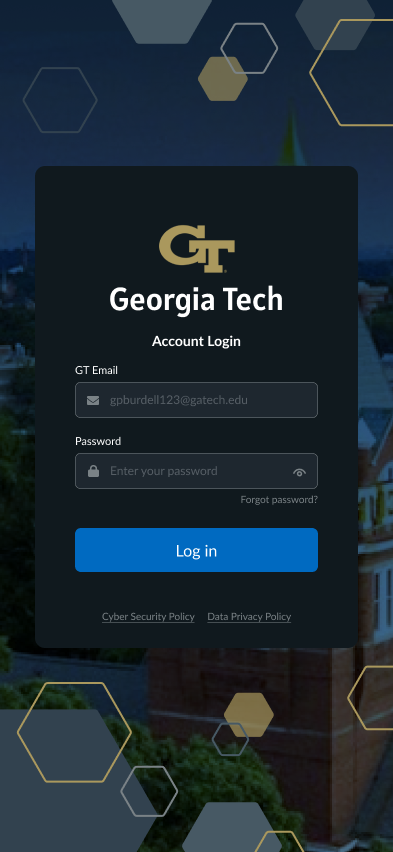 GT
Georgia Tech
Account Login
GT Email
gpburdell123@gatech.edu
Password
Enter your password
Forgot password?
Log in
Cyber Security Policy Data Privacy Policy